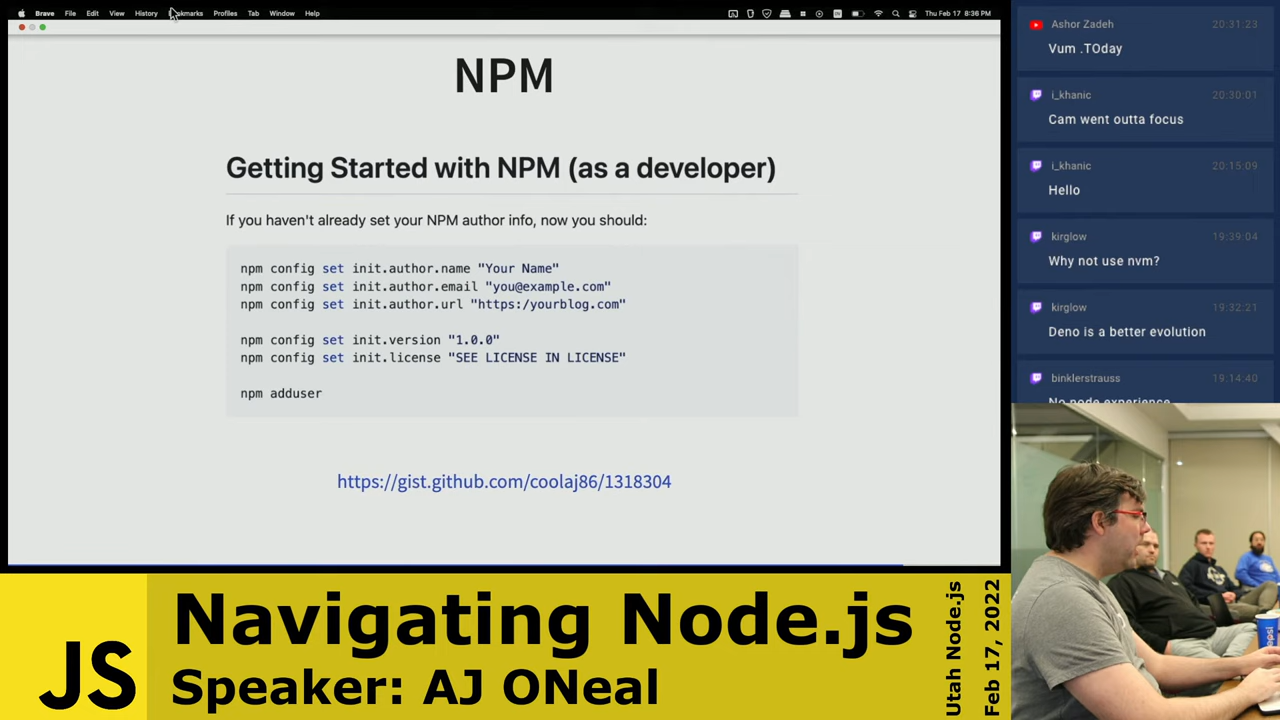 Brave File Edit View History Bookmarks Profiles Tab Window Help
Thu Feb 17 8:36 PM
NPM
Getting Started with NPM (as a developer)
If you haven't already set your NPM author info, now you should:
npm config set init.author.name "Your Name"
npm config set init.author.email "you@example.com"
npm config set init.author.url "https:/yourblog.com"
npm config set init.version "1.0.0"
npm config set init.license "SEE LICENSE IN LICENSE"
npm adduser
https://gist.github.com/coolaj86/1318304
Ashor Zadeh 20:31:23
Vum .TOday
i_khanic 20:30:01
Cam went outta focus
i_khanic 20:15:09
Hello
kirglow 19:39:04
Why not use nvm?
kirglow 19:32:21
Deno is a better evolution
binklerstrauss 19:14:40
No node experience
pepsi
JS
Navigating Node.js
Speaker: AJ ONeal
Utah Node.js
Feb 17, 2022